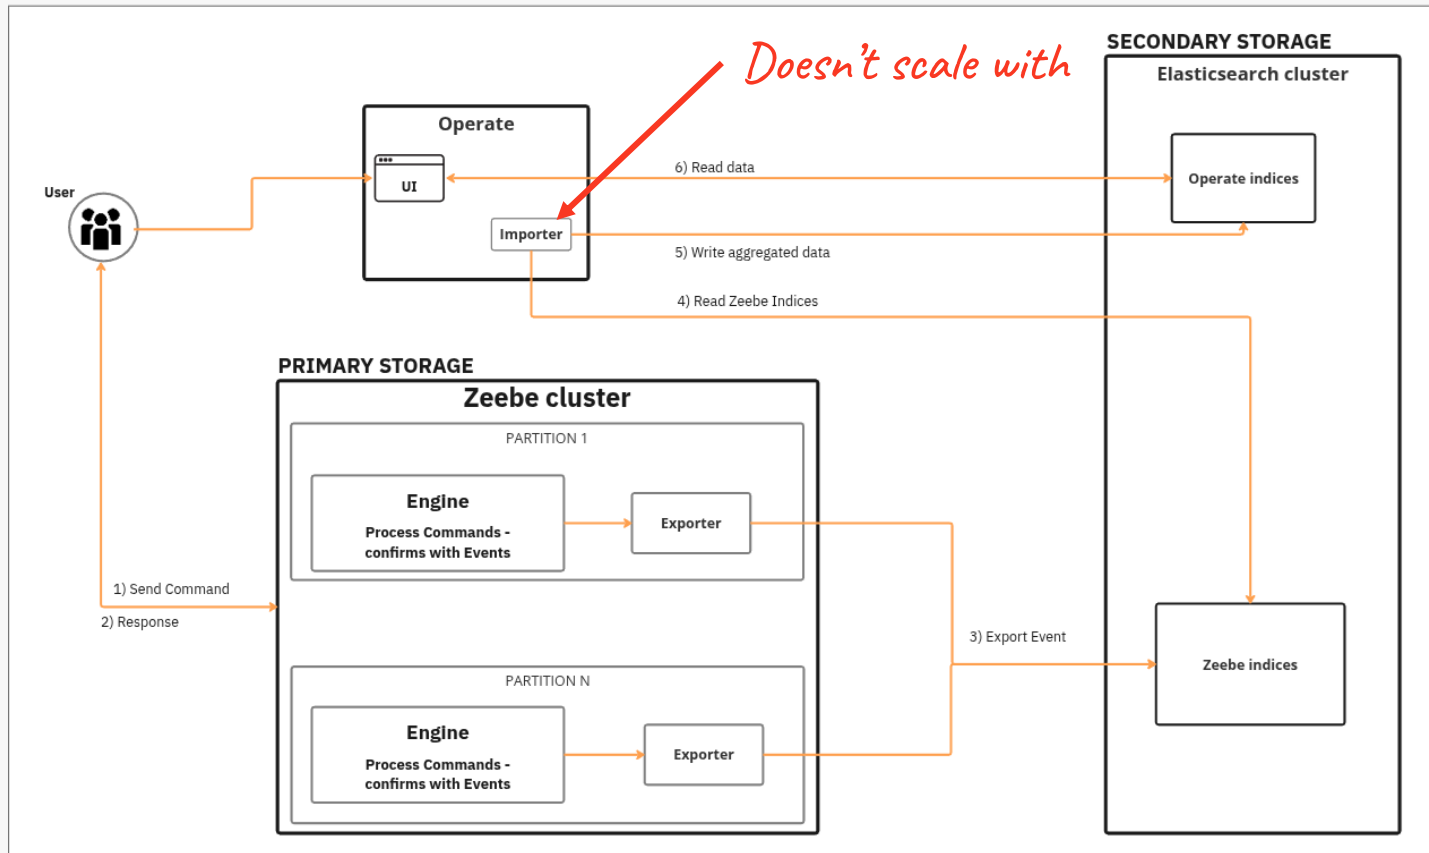 Doesn't scale with
SECONDARY STORAGE
Elasticsearch cluster
Operate
UI
User
Importer
6) Read data
Operate indices
5) Write aggregated data
4) Read Zeebe Indices
PRIMARY STORAGE
Zeebe cluster
PARTITION 1
Engine
Process Commands -
confirms with Events
Exporter
1) Send Command
2) Response
3) Export Event
Zeebe indices
PARTITION N
Engine
Process Commands -
confirms with Events
Exporter